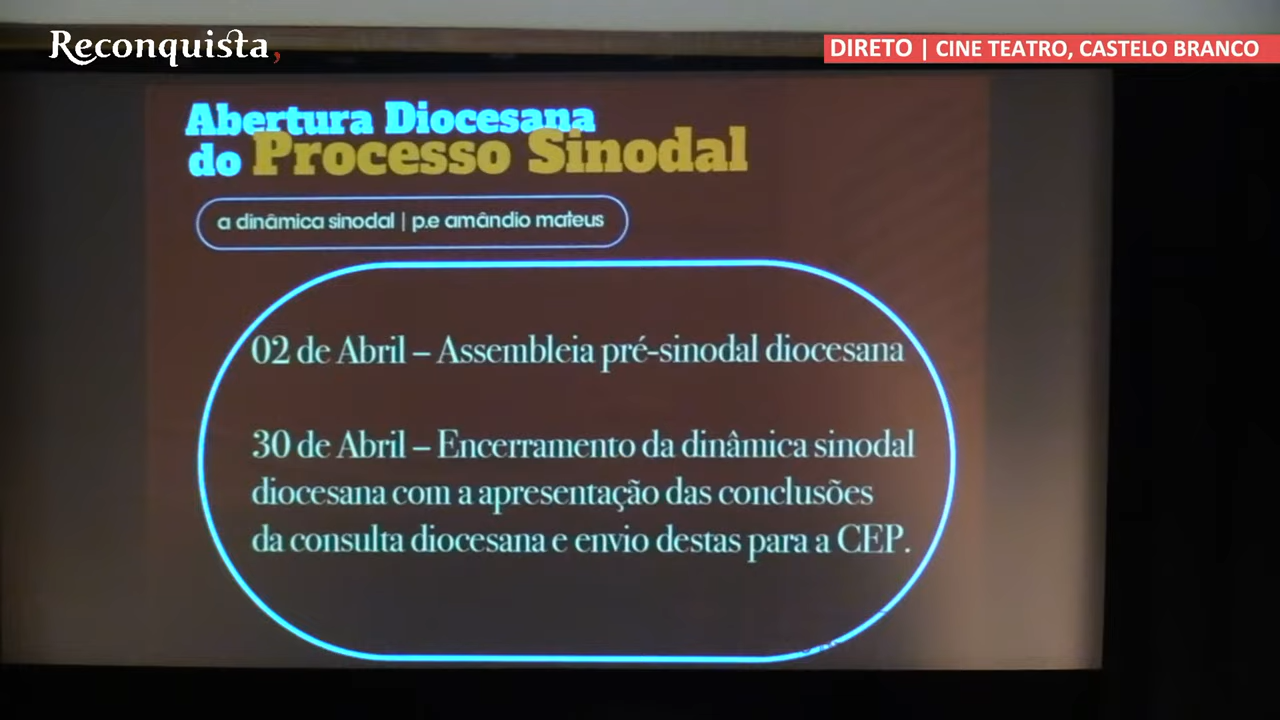 Reconquista,
DIRETO | CINE TEATRO, CASTELO BRANCO
Abertura Diocesana
do Processo Sinodal
a dinâmica sinodal | p.e amândio mateus
02 de Abril – Assembleia pré-sinodal diocesana
30 de Abril – Encerramento da dinâmica sinodal
diocesana com a apresentação das conclusões
da consulta diocesana e envio destas para a CEP.